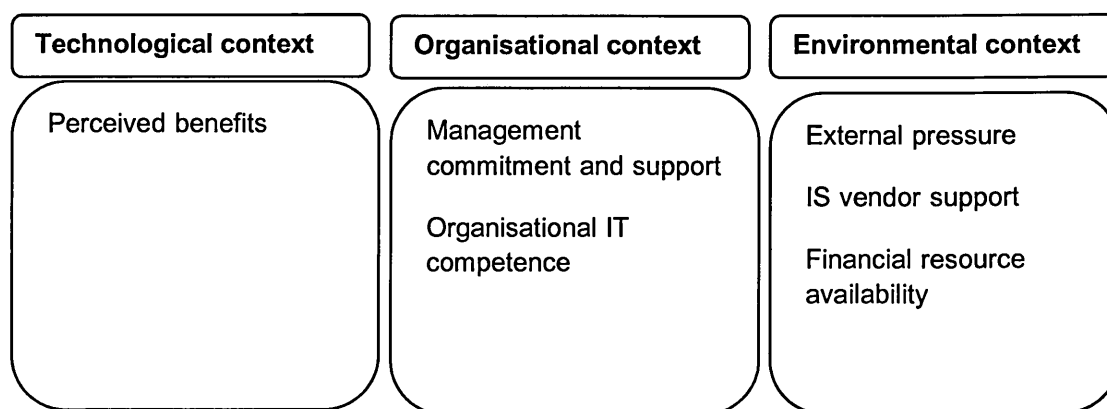 Technological context
Perceived benefits
Organisational context
Management
commitment and support
Organisational IT
competence
Environmental context
External pressure
IS vendor support
Financial resource
availability